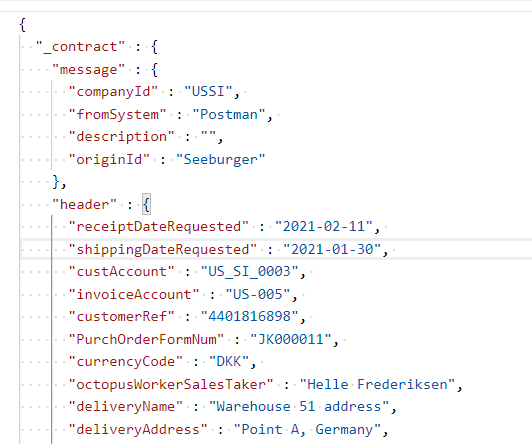 {
"_contract" : {
"message" : {
"companyId" : "USSI",
"fromSystem" : "Postman",
"description" : "",
"originId" : "Seeburger"
},
"header" : {
"receiptDateRequested" : "2021-02-11",
"shippingDateRequested" : "2021-01-30",
"custAccount" : "US_SI_0003",
"invoiceAccount" : "US-005",
"customerRef" : "4401816898",
"PurchOrderFormNum" : "JK000011",
"currencyCode" : "DKK",
"octopusWorkerSalesTaker" : "Helle Frederiksen",
"deliveryName" : "Warehouse 51 address",
"deliveryAddress" : "Point A, Germany",